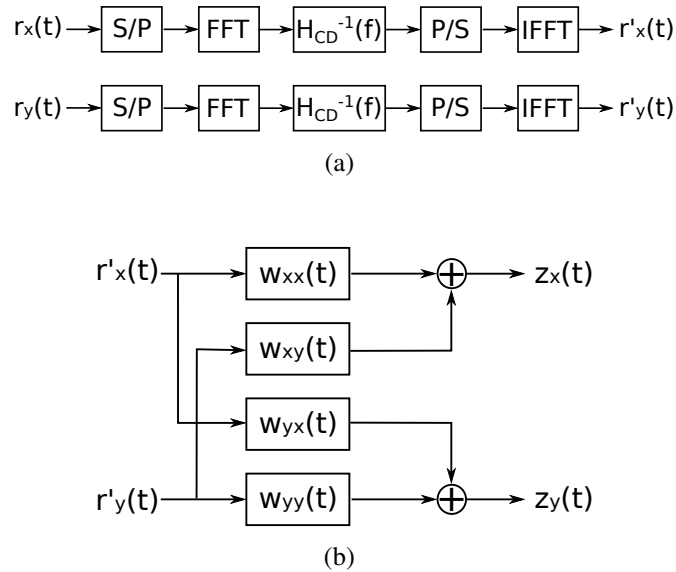 rx(t) S/P FFT HCD-1(f) P/S IFFT r'x(t)
ry(t) S/P FFT HCD-1(f) P/S IFFT r'y(t)
(a)
r'x(t) wxx(t) zx(t)
wxy(t)
wyx(t)
r'y(t) wyy(t) zy(t)
(b)